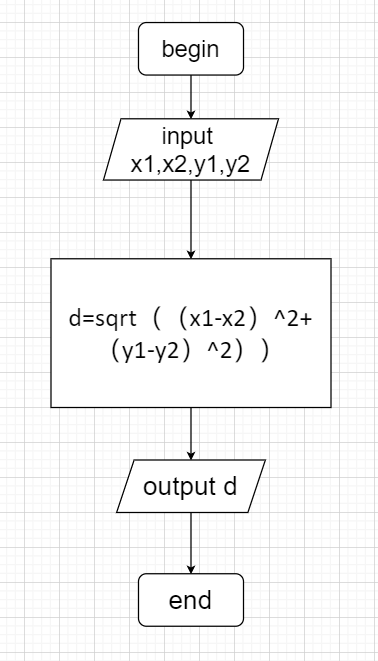 begin
input
x1,x2,y1,y2
d=sqrt（（x1-x2）^2+
（y1-y2）^2））
output d
end